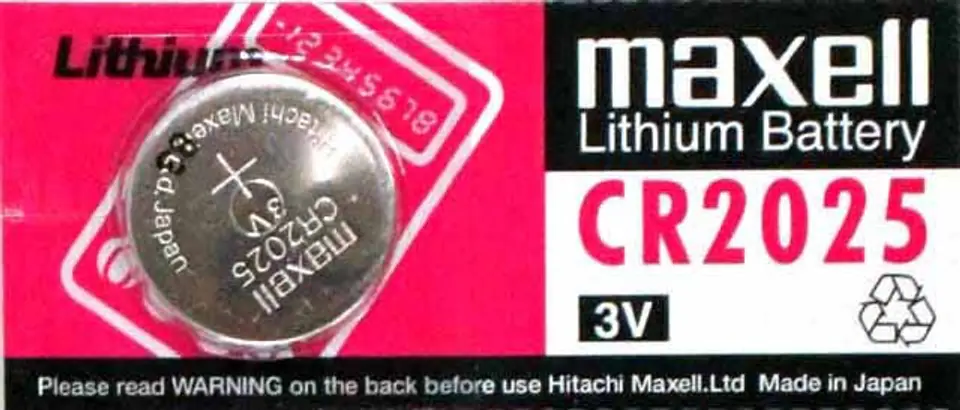 Lithium
maxell
Lithium Battery
CR2025
3V
Hitachi Maxell Ltd. Japan
+
3V
CR2025
maxell
Please read WARNING on the back before use Hitachi Maxell.Ltd Made in Japan